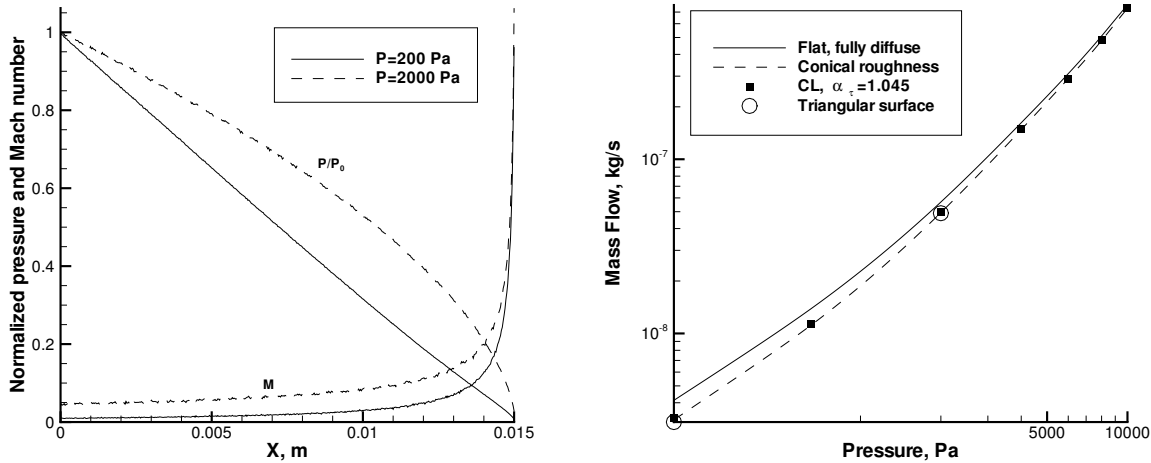 Normalized pressure and Mach number
1
0.8
0.6
0.4
0.2
0
P=200 Pa
P=2000 Pa
P/P₀
M
0
0.005
0.01
0.015
X, m
Mass Flow, kg/s
10⁻⁷
10⁻⁸
Flat, fully diffuse
Conical roughness
CL, α τ =1.045
Triangular surface
5000
10000
Pressure, Pa